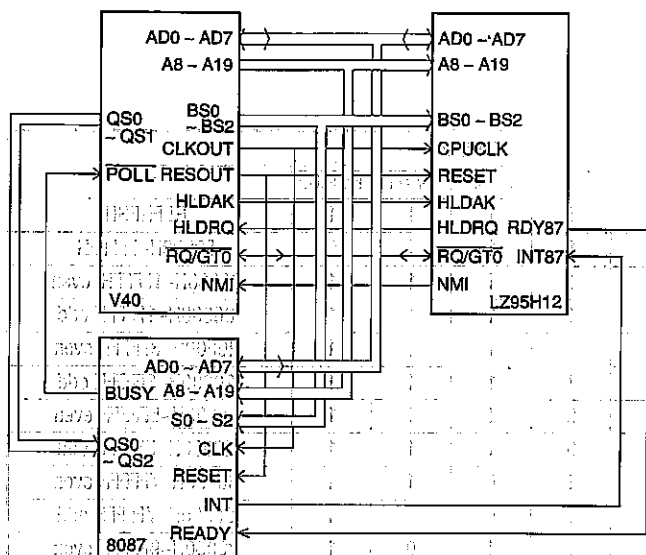 AD0 ~ AD7
A8 ~ A19
QS0
~ QS1
BS0
~ BS2
CLKOUT
POLL
RESOUT
HLDAK
HLDRQ
RQ/GT0
NMI
V40
AD0 ~ AD7
A8 ~ A19
BS0 ~ BS2
CPUCLK
RESET
HLDAK
HLDRQ
RDY87
RQ/GT0
INT87
NMI
LZ95H12
AD0 ~ AD7
BUSY
A8 ~ A19
S0 ~ S2
QS0
~ QS2
CLK
RESET
INT
READY
8087